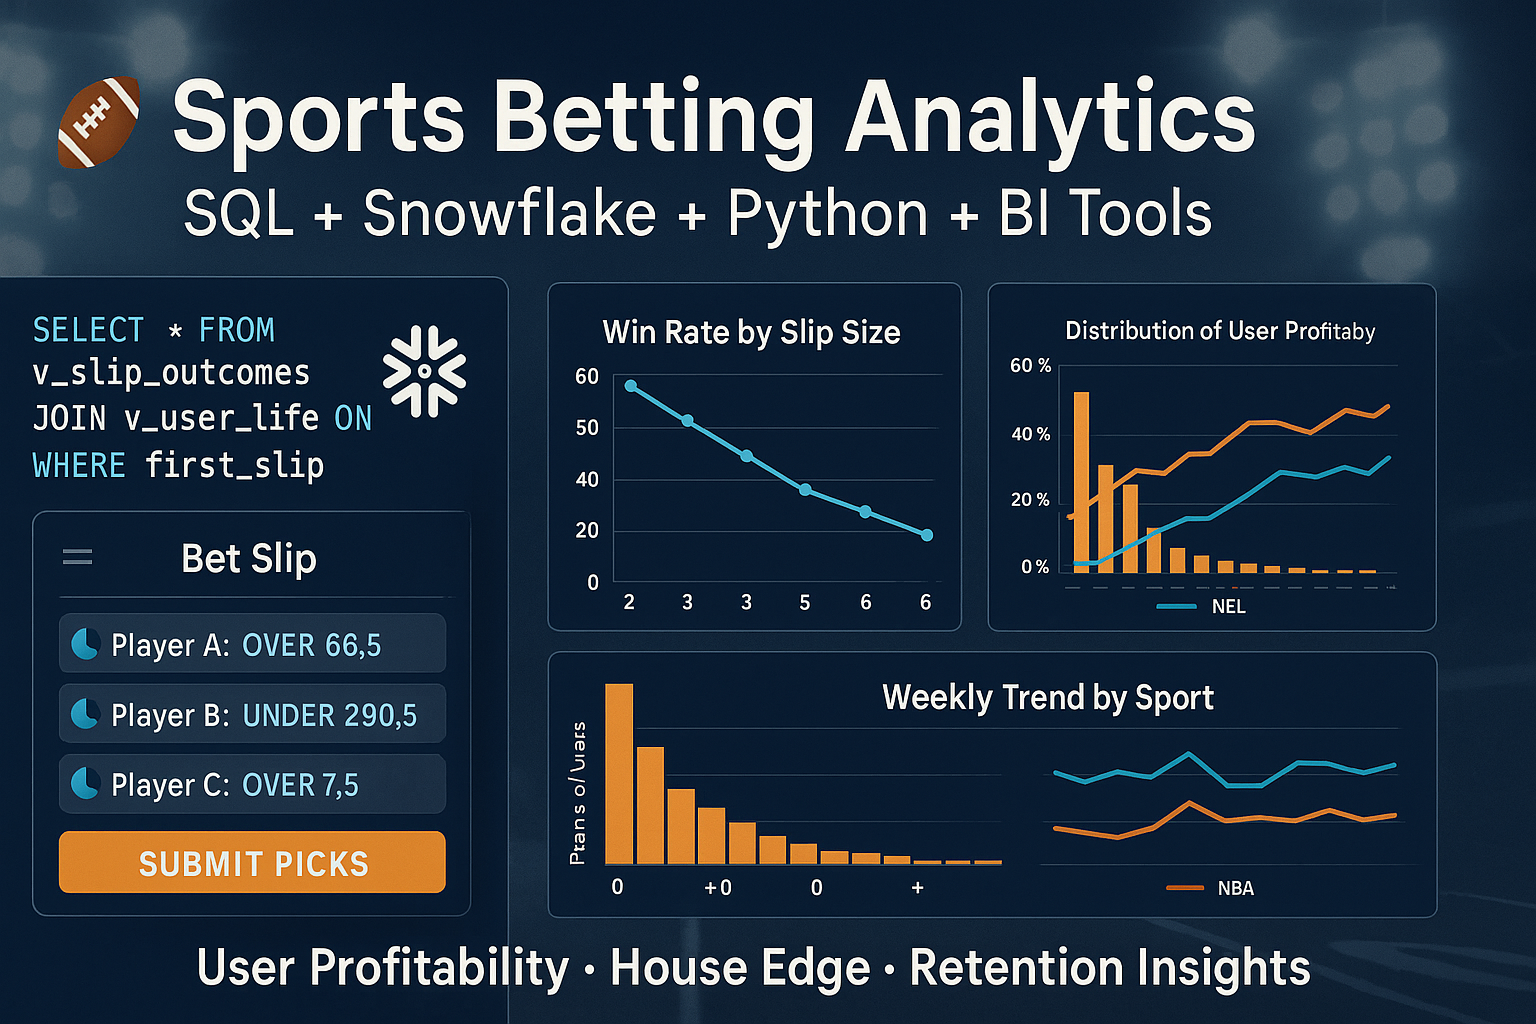 Sports Betting Analytics
SQL + Snowflake + Python + BI Tools
SELECT * FROM
v_slip_outcomes
JOIN v_user_life ON
WHERE first_slip
Bet Slip
Player A: OVER 66,5
Player B: UNDER 290,5
Player C: OVER 7,5
SUBMIT PICKS
Win Rate by Slip Size
60
50
40
20
0
2 3 3 5 6 6
Distribution of User Profitaby
60 %
40 %
20 %
0 %
NEL
Weekly Trend by Sport
0 +0 0 +
NBA
User Profitability · House Edge · Retention Insights